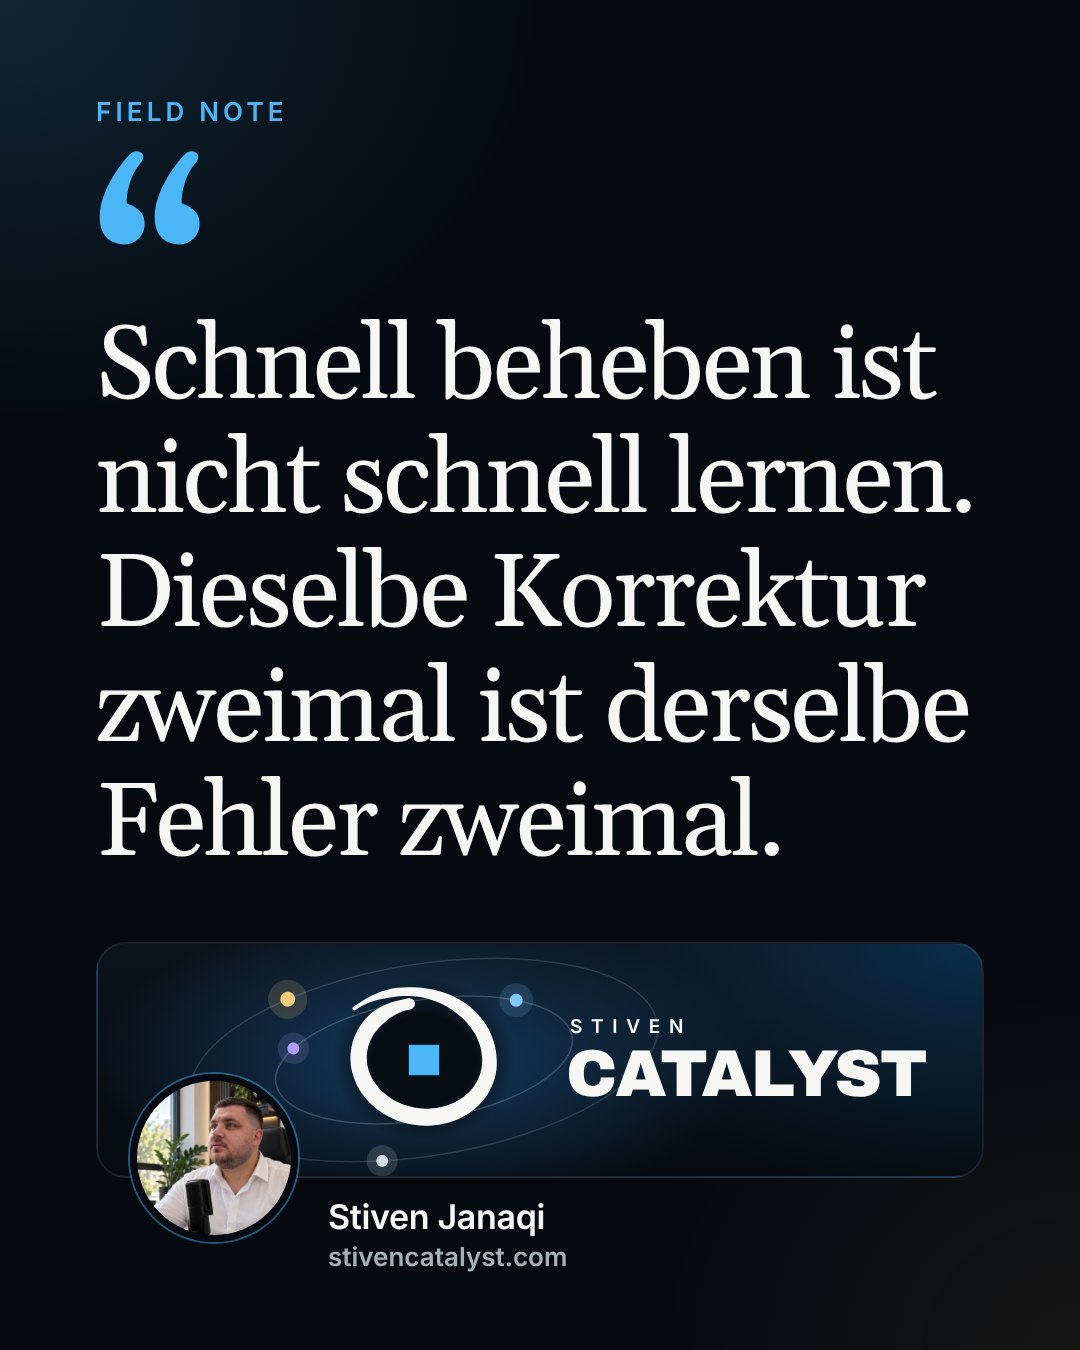 FIELD NOTE
“
Schnell beheben ist
nicht schnell lernen.
Dieselbe Korrektur
zweimal ist derselbe
Fehler zweimal.
STIVEN
CATALYST
Stiven Janaqi
stivencatalyst.com